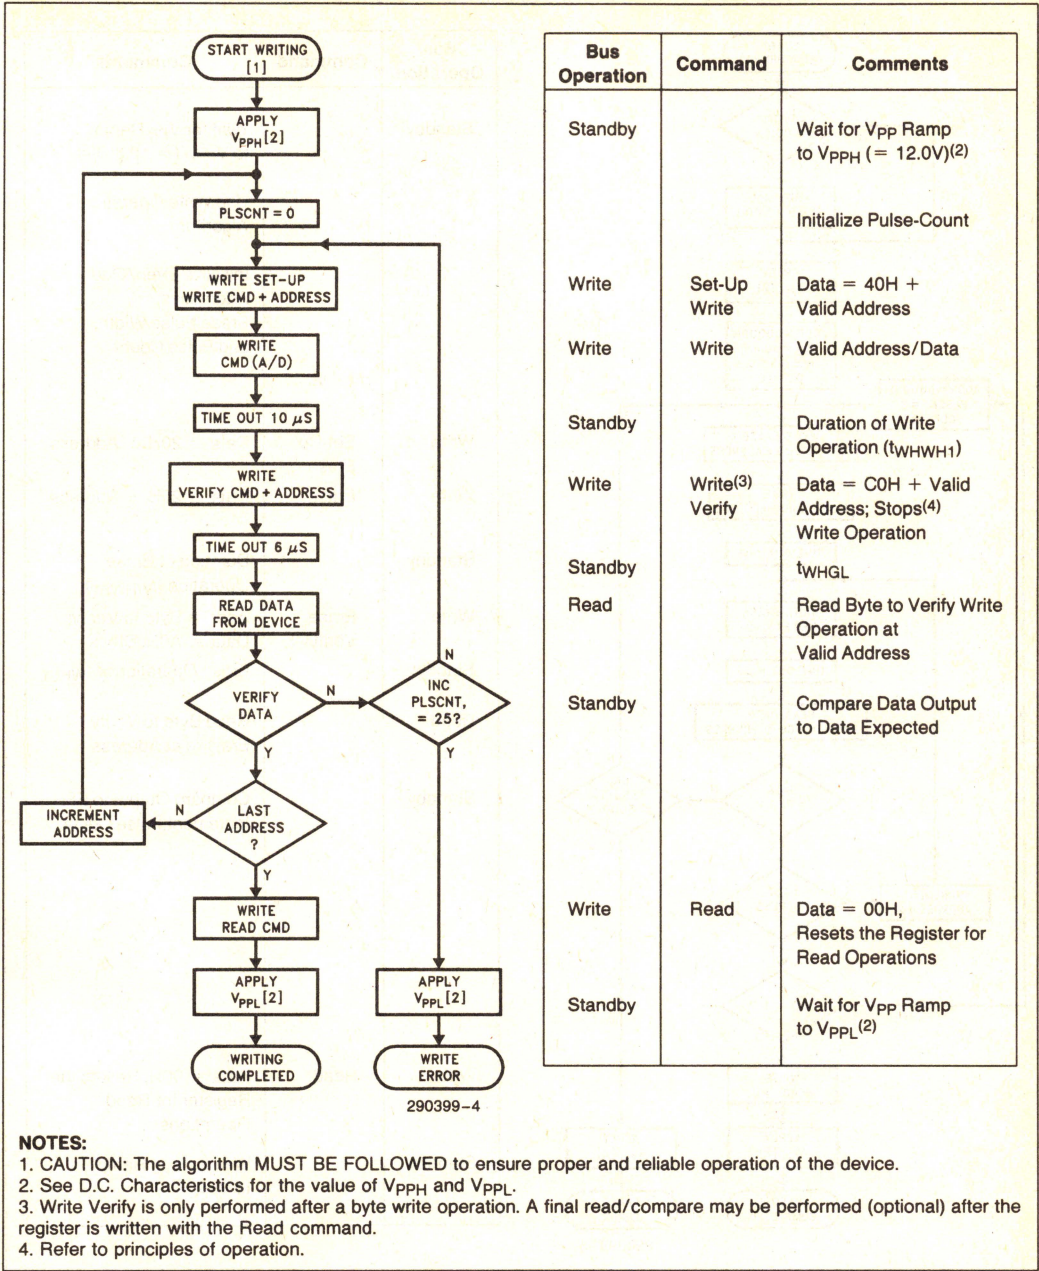 START WRITING
[1]
APPLY
VPPH[2]
PLSCNT = 0
WRITE SET-UP
WRITE CMD + ADDRESS
WRITE
CMD (A/D)
TIME OUT 10 μS
WRITE
VERIFY CMD + ADDRESS
TIME OUT 6 μS
READ DATA
FROM DEVICE
VERIFY
DATA
N
Y
INC
PLSCNT,
= 25?
N
Y
LAST
ADDRESS
?
N
Y
INCREMENT
ADDRESS
WRITE
READ CMD
APPLY
VPPL[2]
WRITING
COMPLETED
APPLY
VPPL[2]
WRITE
ERROR
290399-4
Bus
Operation
Command
Comments
Standby
Wait for VPP Ramp
to VPPH (= 12.0V)(2)
Initialize Pulse-Count
Write
Set-Up
Write
Data = 40H +
Valid Address
Write
Write
Valid Address/Data
Standby
Duration of Write
Operation (tWHWH1)
Write
Write(3)
Verify
Data = C0H + Valid
Address; Stops(4)
Write Operation
Standby
tWHGL
Read
Read Byte to Verify Write
Operation at
Valid Address
Standby
Compare Data Output
to Data Expected
Write
Read
Data = 00H,
Resets the Register for
Read Operations
Standby
Wait for VPP Ramp
to VPPL(2)
NOTES:
1. CAUTION: The algorithm MUST BE FOLLOWED to ensure proper and reliable operation of the device.
2. See D.C. Characteristics for the value of VPPH and VPPL.
3. Write Verify is only performed after a byte write operation. A final read/compare may be performed (optional) after the
register is written with the Read command.
4. Refer to principles of operation.